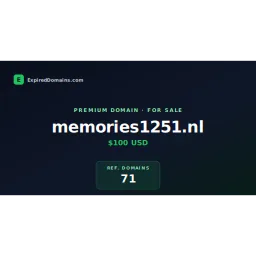 E ExpiredDomains.com
PREMIUM DOMAIN · FOR SALE
memories1251.nl
$100 USD
REF. DOMAINS
71